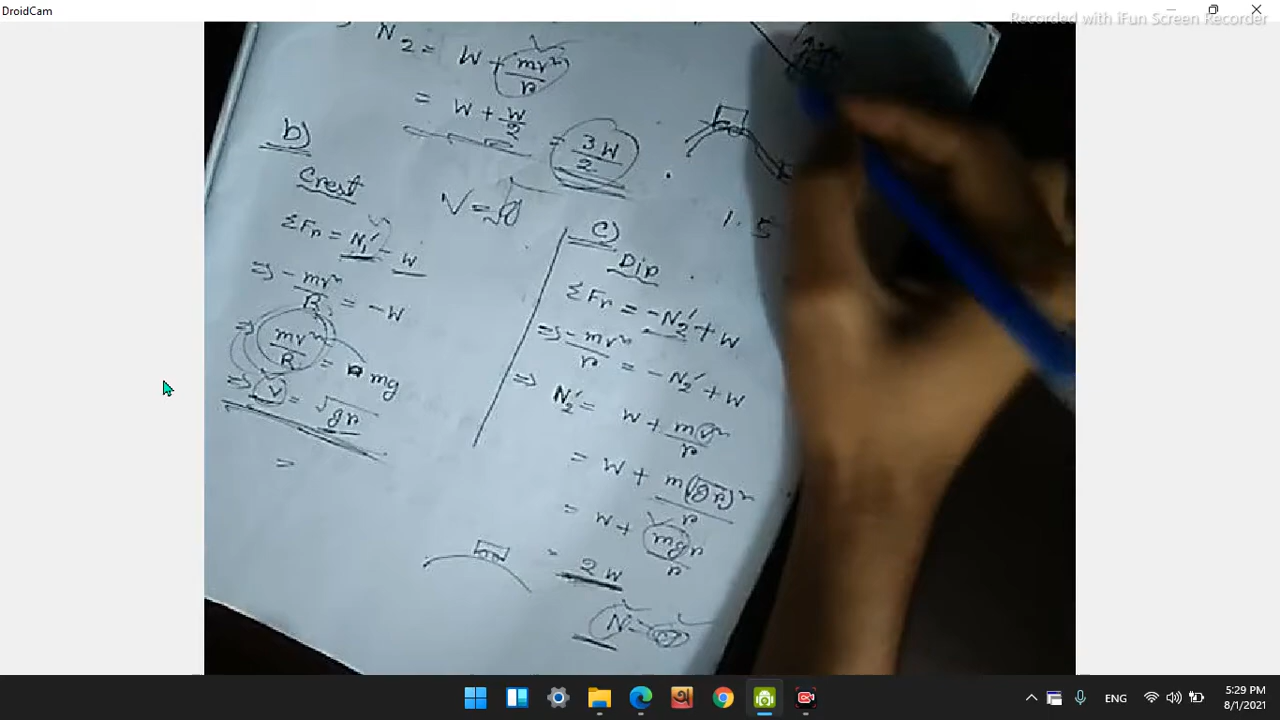 DroidCam
Recorded with iFun Screen Recorder
N₂ = W + mv²/r
= W + W/2
= 3W/2
b)
Crest
ΣFn = N₁' - W
⇒ -mv²/R = -W
⇒ mv²/R = mg
⇒ v = √gr
=
V =
1.5
c)
Dip
ΣFn = -N₂' + W
⇒ -mv²/r = -N₂' + W
⇒ N₂' = W + mv²/r
= W + m(√gr)²/r
= W + mgr/r
= 2W
N =
ENG
5:29 PM
8/1/2021